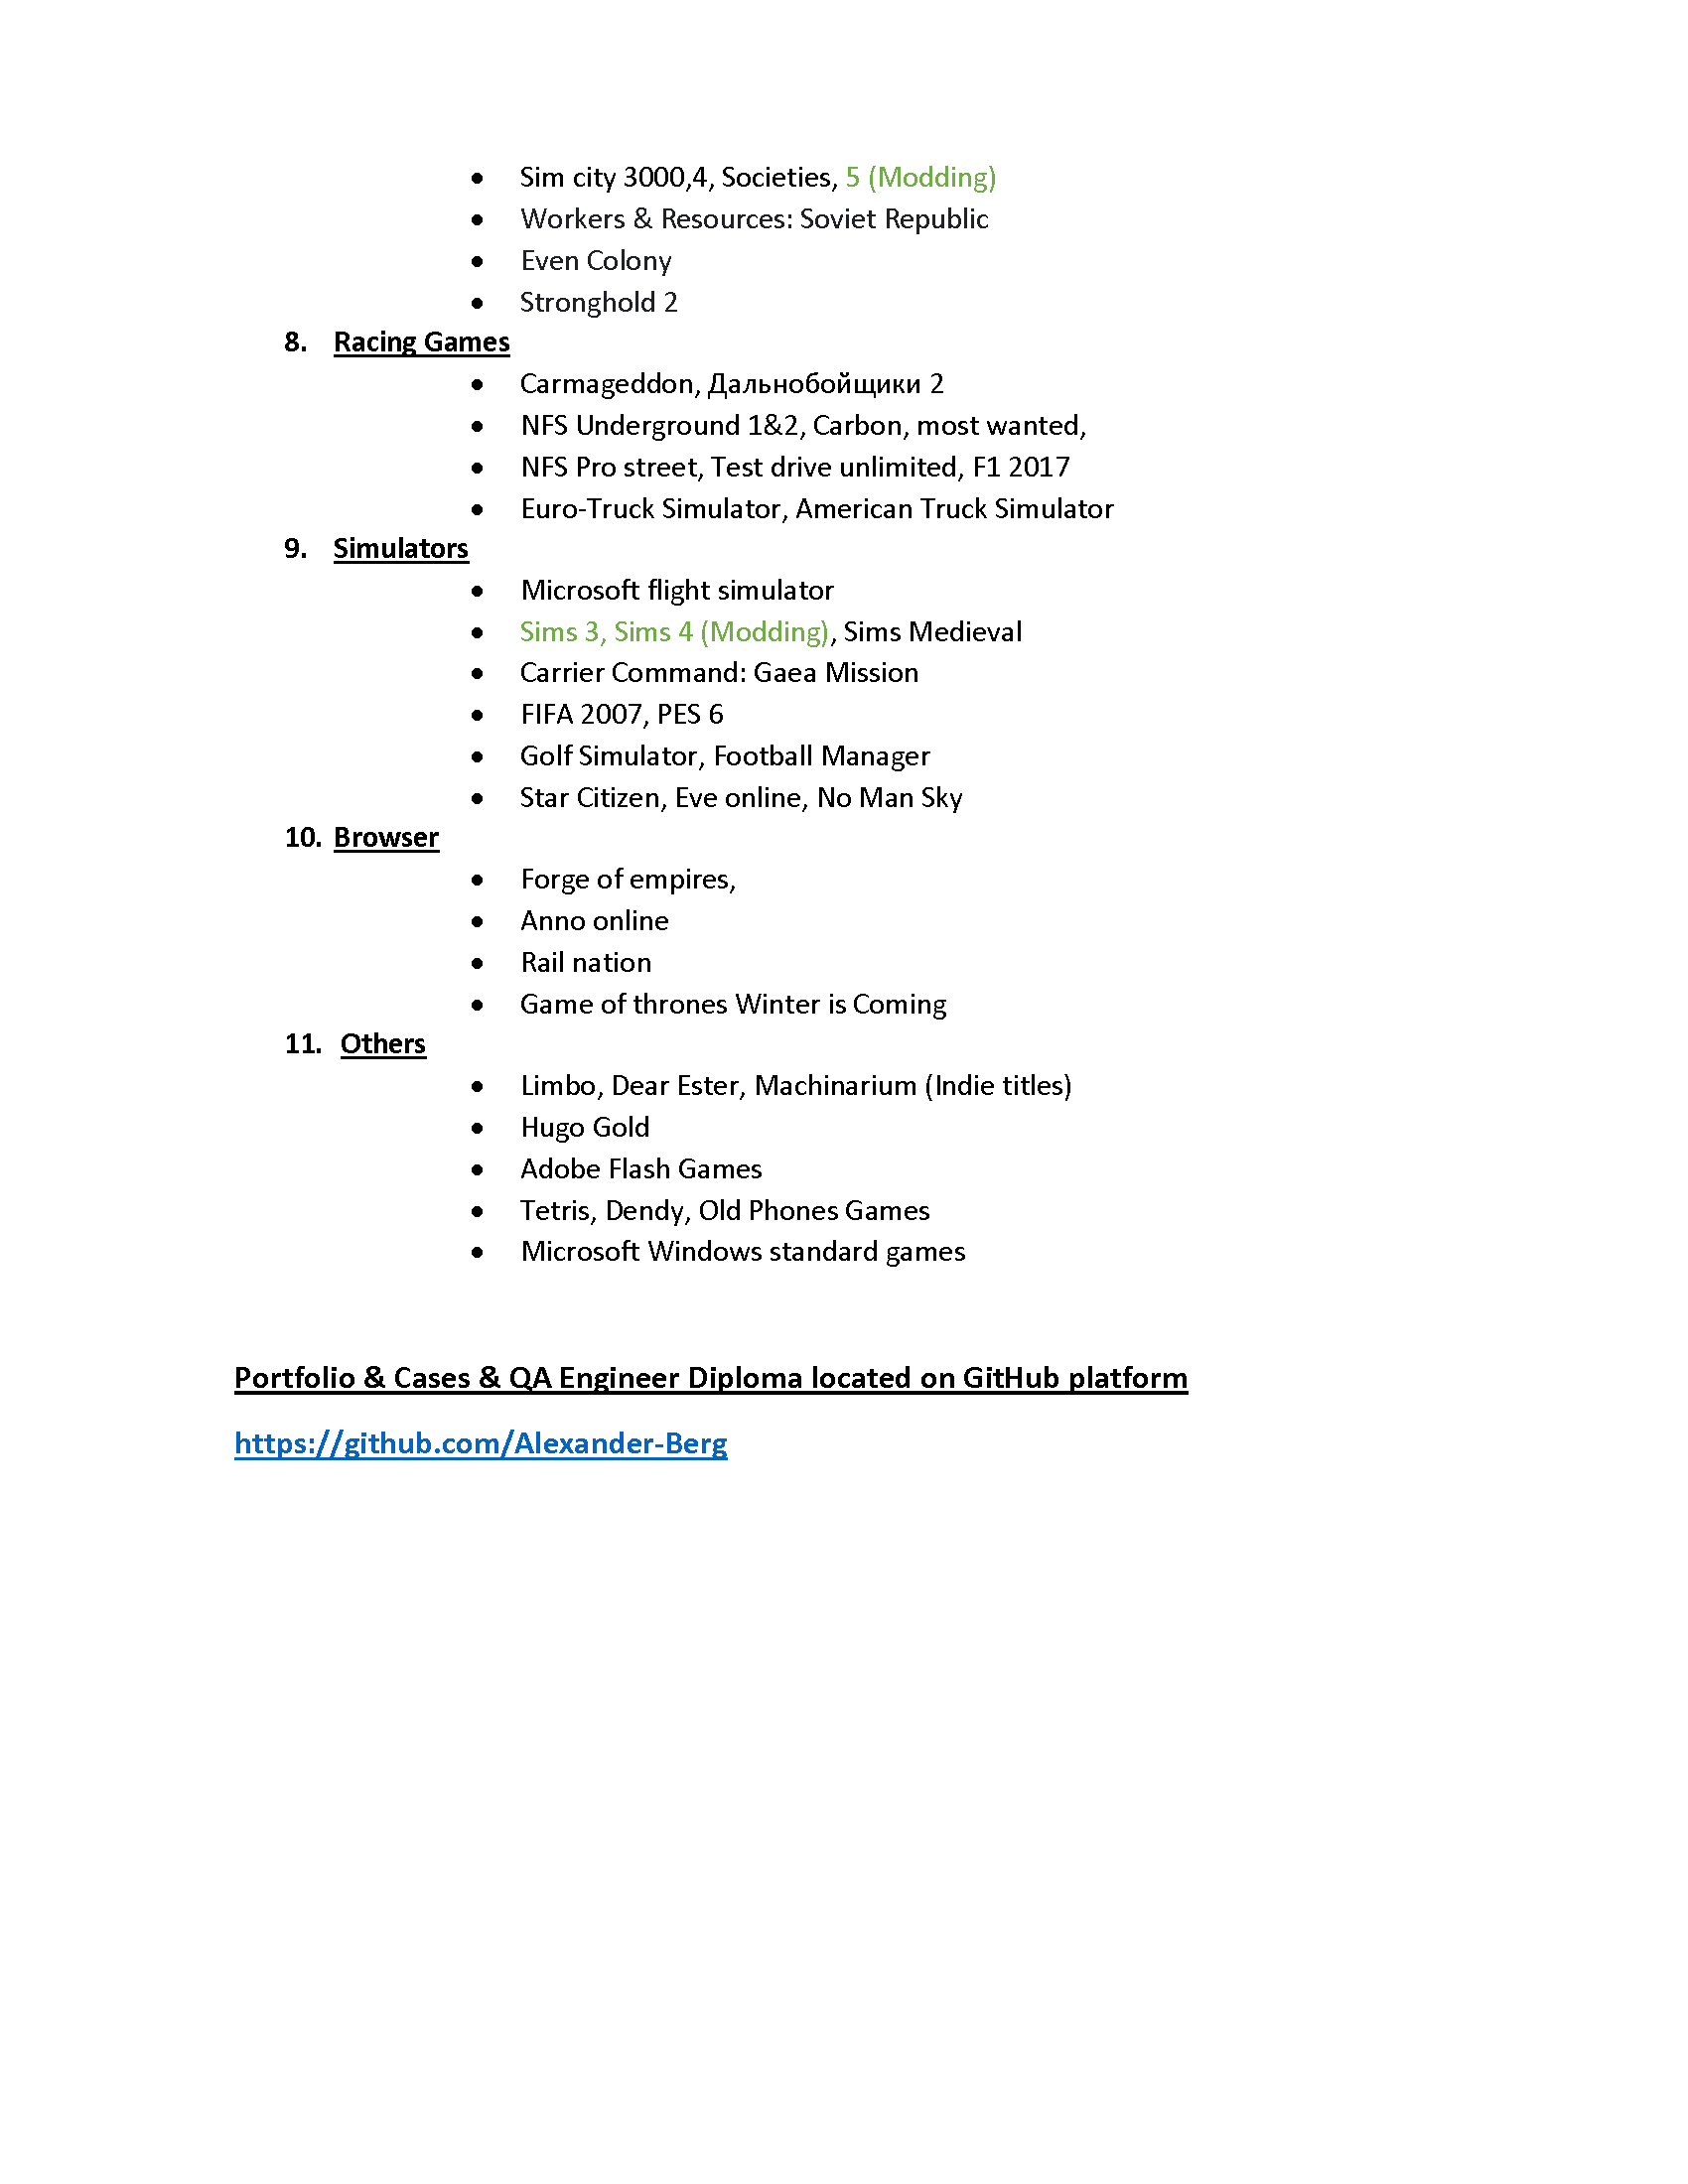 • Sim city 3000,4, Societies, 5 (Modding)
• Workers & Resources: Soviet Republic
• Even Colony
• Stronghold 2
8. Racing Games
• Carmageddon, Дальнобойщики 2
• NFS Underground 1&2, Carbon, most wanted,
• NFS Pro street, Test drive unlimited, F1 2017
• Euro-Truck Simulator, American Truck Simulator
9. Simulators
• Microsoft flight simulator
• Sims 3, Sims 4 (Modding), Sims Medieval
• Carrier Command: Gaea Mission
• FIFA 2007, PES 6
• Golf Simulator, Football Manager
• Star Citizen, Eve online, No Man Sky
10. Browser
• Forge of empires,
• Anno online
• Rail nation
• Game of thrones Winter is Coming
11. Others
• Limbo, Dear Ester, Machinarium (Indie titles)
• Hugo Gold
• Adobe Flash Games
• Tetris, Dendy, Old Phones Games
• Microsoft Windows standard games
Portfolio & Cases & QA Engineer Diploma located on GitHub platform
https://github.com/Alexander-Berg